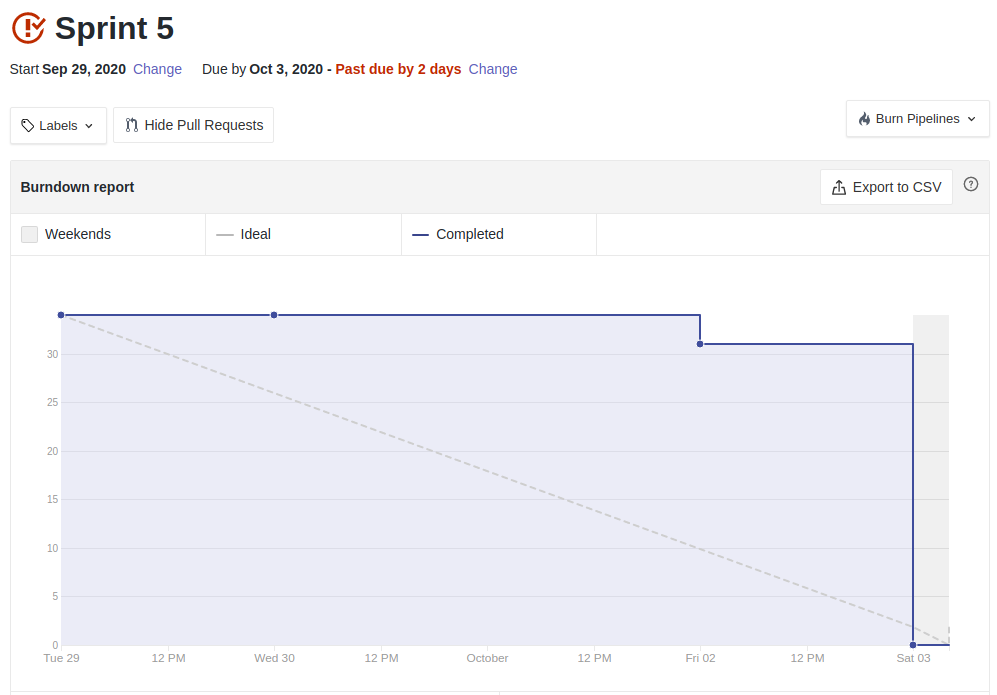 Sprint 5
Start Sep 29, 2020 Change Due by Oct 3, 2020 - Past due by 2 days Change
Labels Hide Pull Requests Burn Pipelines
Burndown report Export to CSV ?
Weekends Ideal Completed
30
25
20
15
10
5
0
Tue 29 12 PM Wed 30 12 PM October 12 PM Fri 02 12 PM Sat 03